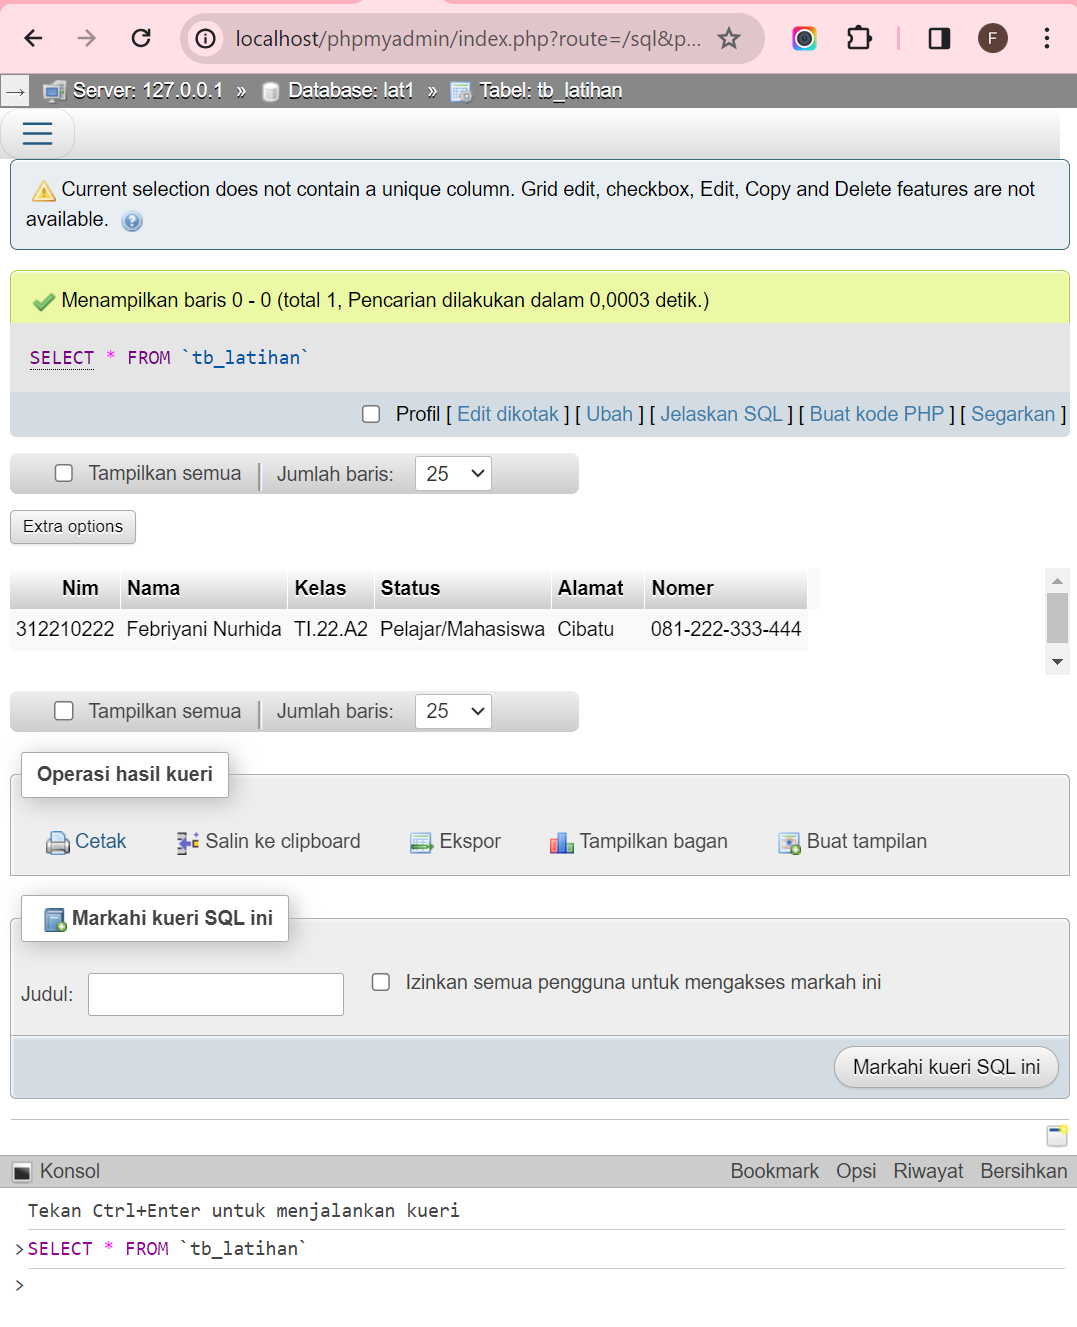 localhost/phpmyadmin/index.php?route=/sql&p...
F
Server: 127.0.0.1 » Database: lat1 » Tabel: tb_latihan
Current selection does not contain a unique column. Grid edit, checkbox, Edit, Copy and Delete features are not
available.
Menampilkan baris 0 - 0 (total 1, Pencarian dilakukan dalam 0,0003 detik.)
SELECT * FROM `tb_latihan`
Profil [ Edit dikotak ] [ Ubah ] [ Jelaskan SQL ] [ Buat kode PHP ] [ Segarkan ]
Tampilkan semua | Jumlah baris: 25
Extra options
Nim Nama Kelas Status Alamat Nomer
312210222 Febriyani Nurhida TI.22.A2 Pelajar/Mahasiswa Cibatu 081-222-333-444
Tampilkan semua | Jumlah baris: 25
Operasi hasil kueri
Cetak Salin ke clipboard Ekspor Tampilkan bagan Buat tampilan
Markahi kueri SQL ini
Judul: Izinkan semua pengguna untuk mengakses markah ini
Markahi kueri SQL ini
Konsol Bookmark Opsi Riwayat Bersihkan
Tekan Ctrl+Enter untuk menjalankan kueri
>SELECT * FROM `tb_latihan`
>